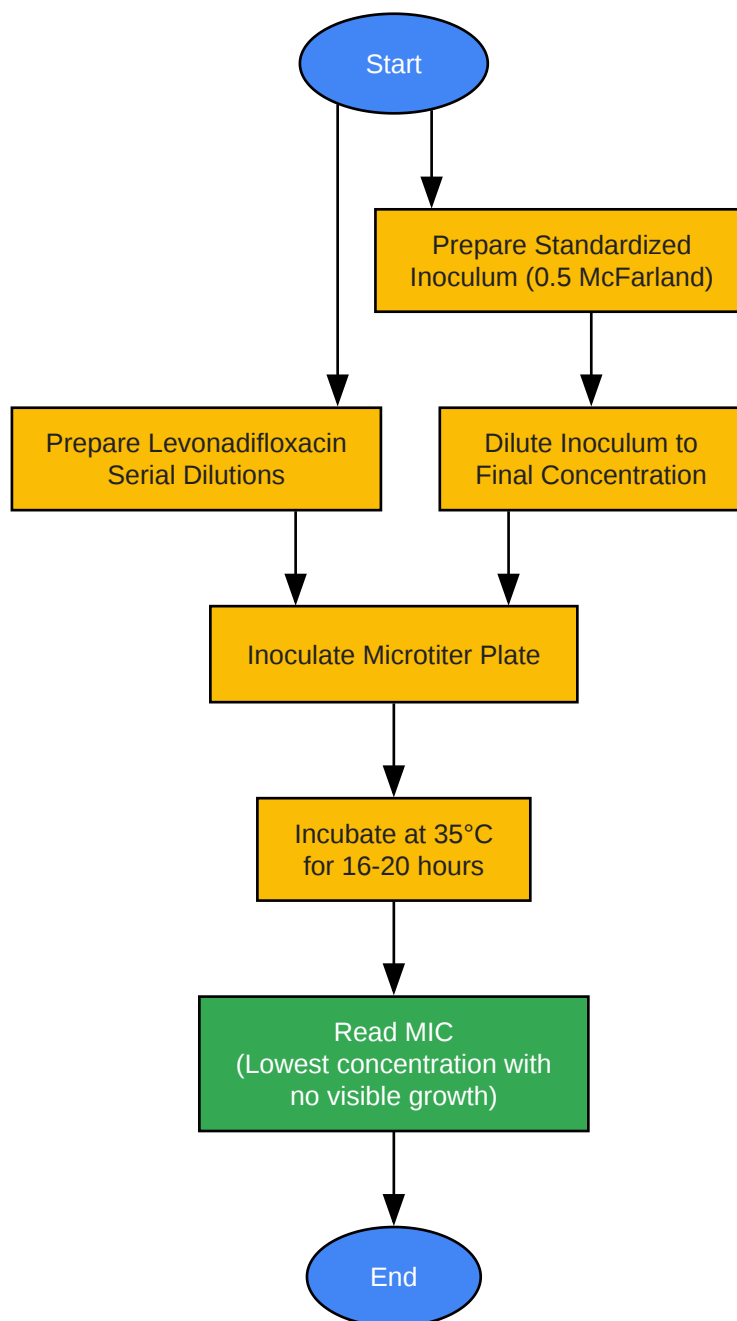 Start
Prepare Standardized
Inoculum (0.5 McFarland)
Prepare Levonadifloxacin
Serial Dilutions
Dilute Inoculum to
Final Concentration
Inoculate Microtiter Plate
Incubate at 35°C
for 16-20 hours
Read MIC
(Lowest concentration with
no visible growth)
End